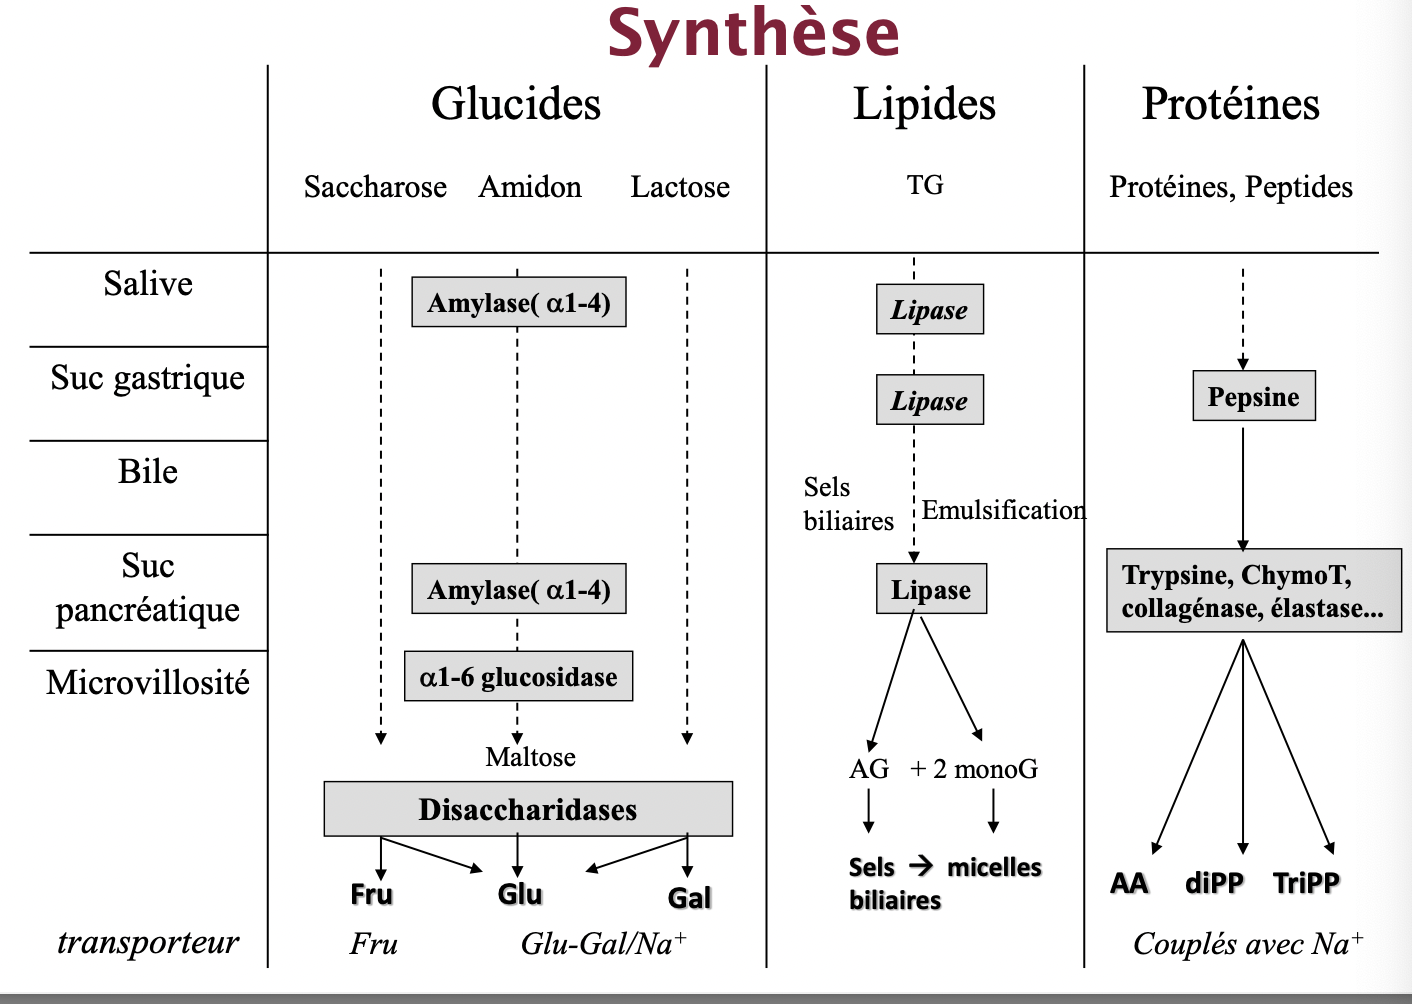 Synthèse
Glucides
Lipides
Protéines
Saccharose Amidon Lactose
TG
Protéines, Peptides
Salive
Amylase( α1-4)
Lipase
Suc gastrique
Lipase
Pepsine
Bile
Sels
biliaires
Emulsification
Suc
pancréatique
Amylase( α1-4)
Lipase
Trypsine, ChymoT,
collagénase, élastase...
Microvillosité
α1-6 glucosidase
Maltose
AG + 2 monoG
Disaccharidases
Sels → micelles
biliaires
Fru Glu Gal
AA diPP TriPP
transporteur
Fru
Glu-Gal/Na⁺
Couplés avec Na⁺